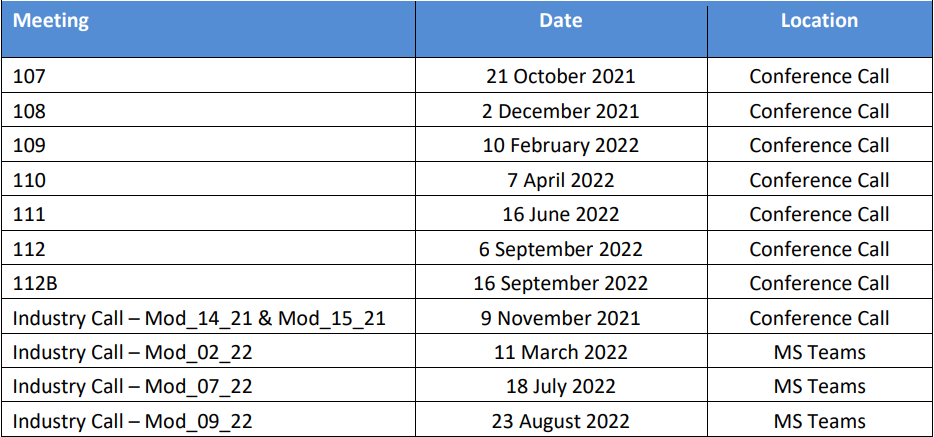 Meeting Date Location
107 21 October 2021 Conference Call
108 2 December 2021 Conference Call
109 10 February 2022 Conference Call
110 7 April 2022 Conference Call
111 16 June 2022 Conference Call
112 6 September 2022 Conference Call
112B 16 September 2022 Conference Call
Industry Call – Mod_14_21 & Mod_15_21 9 November 2021 Conference Call
Industry Call – Mod_02_22 11 March 2022 MS Teams
Industry Call – Mod_07_22 18 July 2022 MS Teams
Industry Call – Mod_09_22 23 August 2022 MS Teams